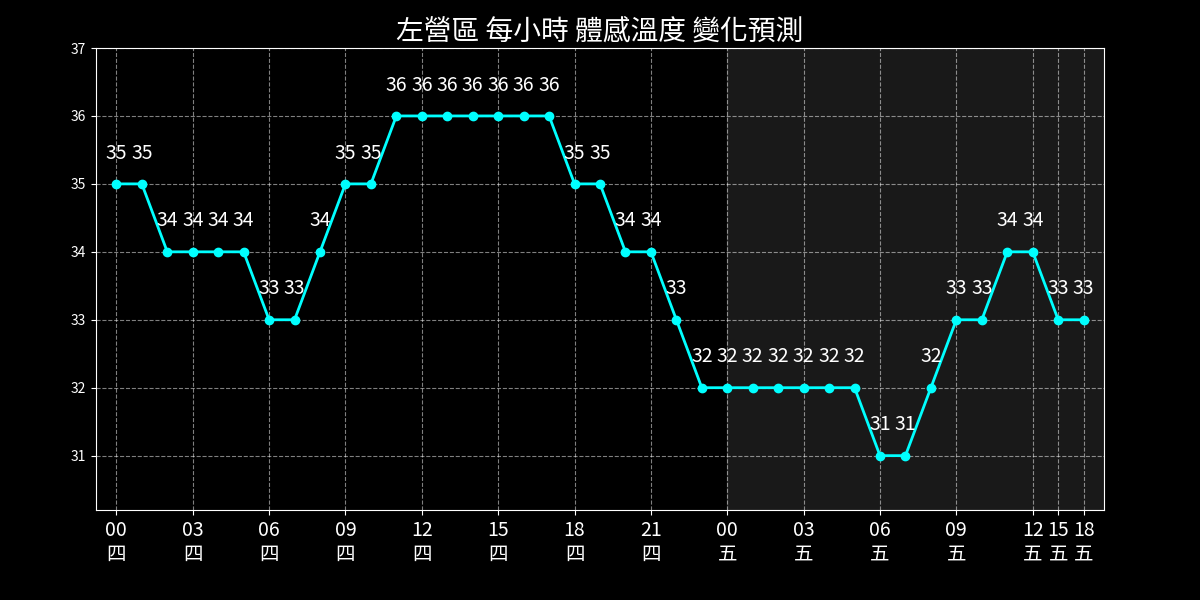 左營區 每小時 體感溫度 變化預測
37
36 36 36 36 36 36 36
36
35 35 35 35 35 35
35
34 34 34 34 34 34 34 34 34
34
33 33 33 33 33 33 33
33
32 32 32 32 32 32 32 32
32
31 31
31
00 03 06 09 12 15 18 21 00 03 06 09 12 15 18
四 四 四 四 四 四 四 四 五 五 五 五 五 五 五